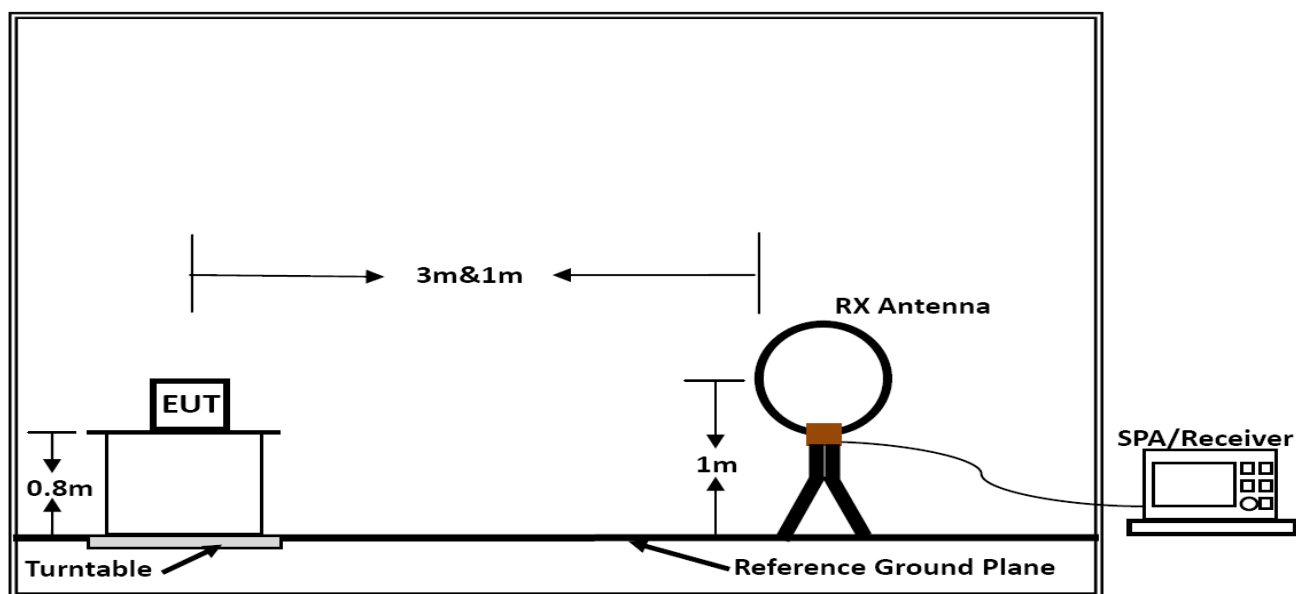 3m&1m
RX Antenna
EUT
SPA/Receiver
1m
0.8m
Turntable
Reference Ground Plane